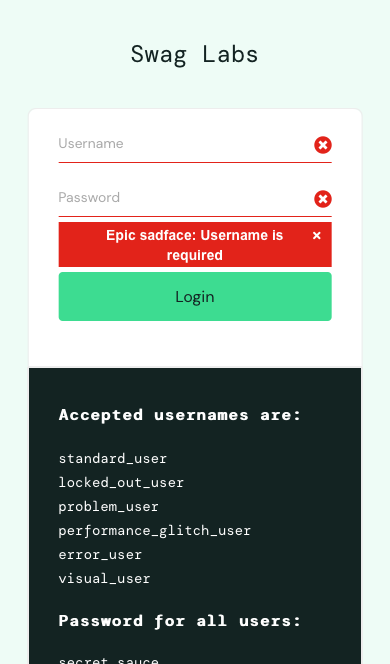 Swag Labs
Username
Password
Epic sadface: Username is
required
Login
Accepted usernames are:
standard_user
locked_out_user
problem_user
performance_glitch_user
error_user
visual_user
Password for all users:
secret_sauce